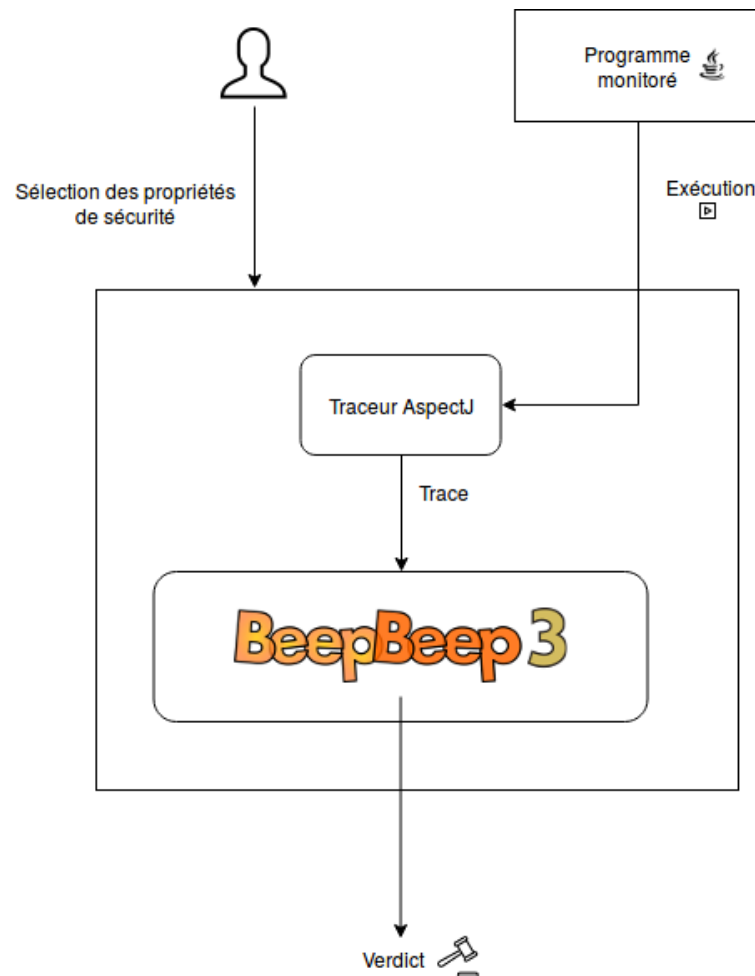 Programme
monitoré
Sélection des propriétés
de sécurité
Exécution
Traceur AspectJ
Trace
BeepBeep 3
Verdict